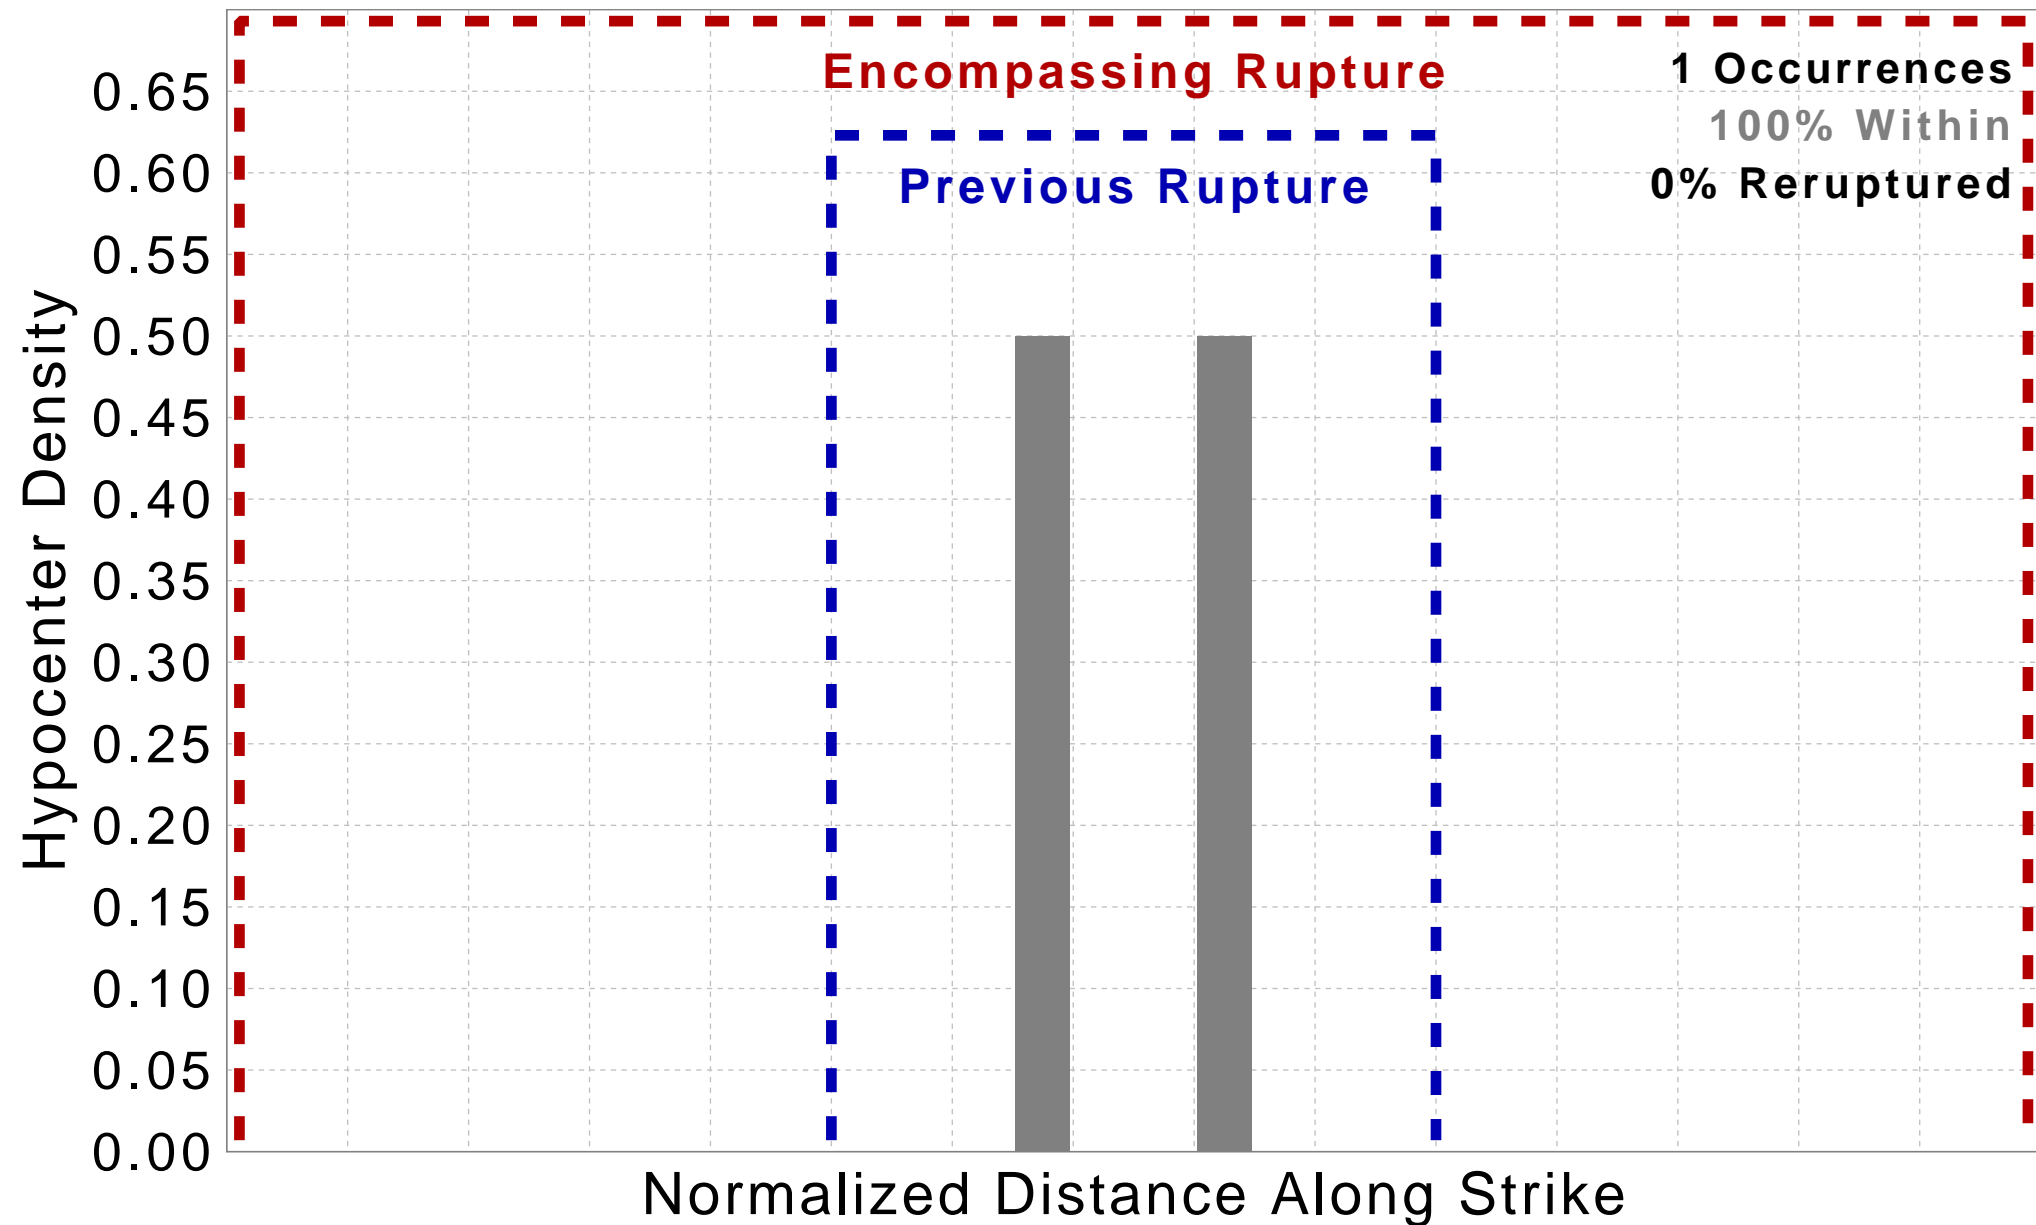 Encompassing Rupture
1 Occurrences
100% Within
0% Reruptured
Previous Rupture
Hypocenter Density
0.65
0.60
0.55
0.50
0.45
0.40
0.35
0.30
0.25
0.20
0.15
0.10
0.05
0.00
Normalized Distance Along Strike